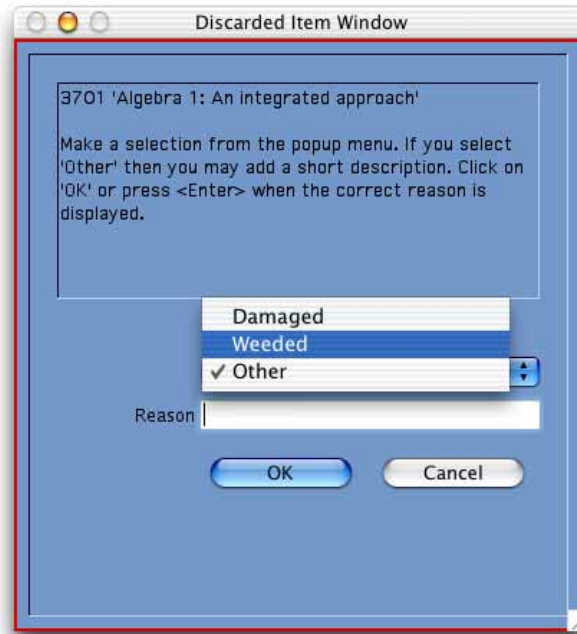 Discarded Item Window
3701 'Algebra 1: An integrated approach'
Make a selection from the popup menu. If you select
'Other' then you may add a short description. Click on
'OK' or press <Enter> when the correct reason is
displayed.
Damaged
Weeded
✓ Other
Reason
OK
Cancel